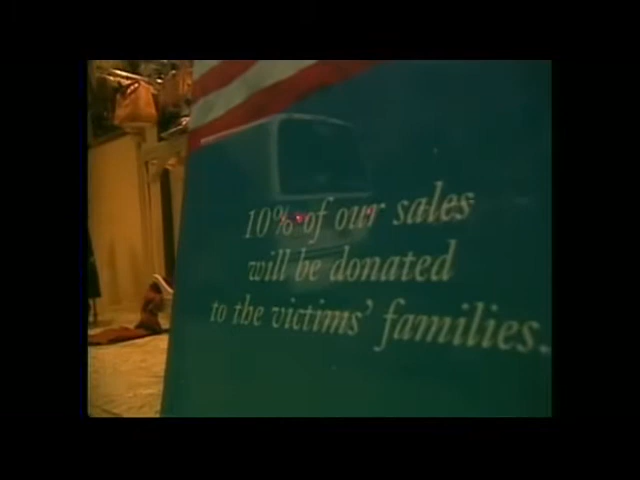 10% of our sales
will be donated
to the victims' families.